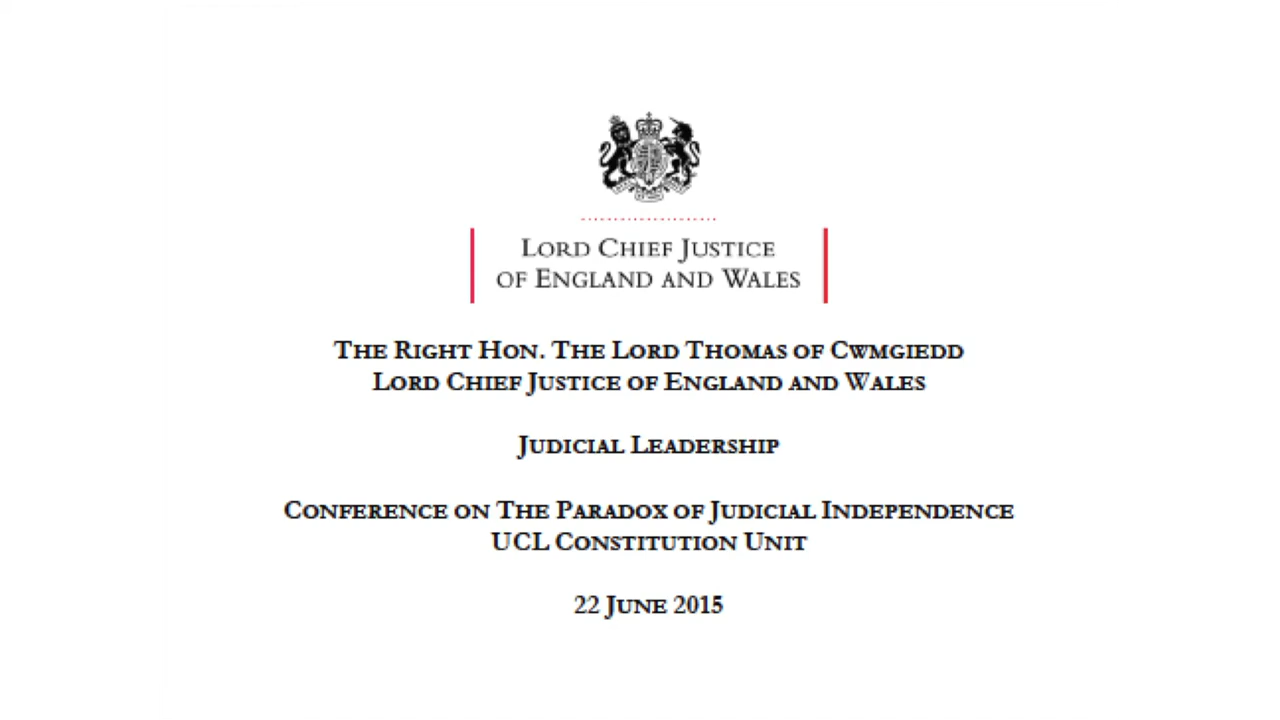 LORD CHIEF JUSTICE
OF ENGLAND AND WALES
THE RIGHT HON. THE LORD THOMAS OF CWMGIEDD
LORD CHIEF JUSTICE OF ENGLAND AND WALES
JUDICIAL LEADERSHIP
CONFERENCE ON THE PARADOX OF JUDICIAL INDEPENDENCE
UCL CONSTITUTION UNIT
22 JUNE 2015